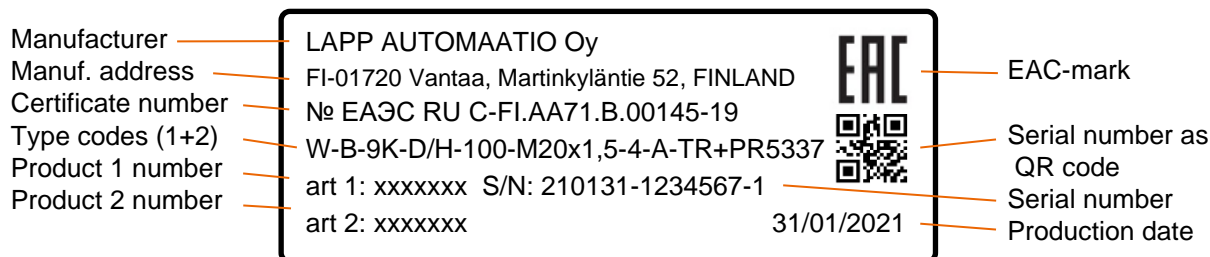 Manufacturer
Manuf. address
Certificate number
Type codes (1+2)
Product 1 number
Product 2 number
LAPP AUTOMAATIO Oy
FI-01720 Vantaa, Martinkyläntie 52, FINLAND
№ ЕАЭС RU C-FI.AA71.B.00145-19
W-B-9K-D/H-100-M20x1,5-4-A-TR+PR5337
art 1: xxxxxxx S/N: 210131-1234567-1
art 2: xxxxxxx 31/01/2021
EAC
EAC-mark
Serial number as
QR code
Serial number
Production date